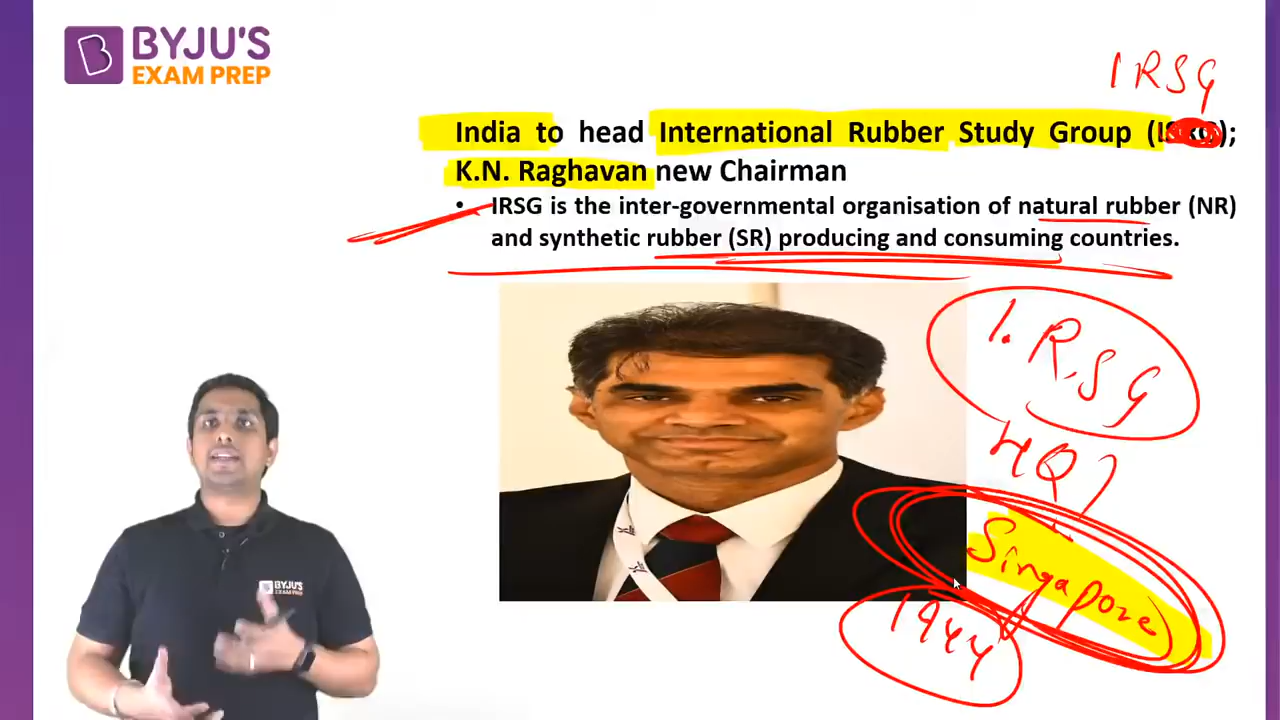 BYJU'S
EXAM PREP
IRSG
India to head International Rubber Study Group ( );
K.N. Raghavan new Chairman
• IRSG is the inter-governmental organisation of natural rubber (NR)
and synthetic rubber (SR) producing and consuming countries.
I.R.SG
HQ
Singapore
1944
BYJU'S
EXAM PREP